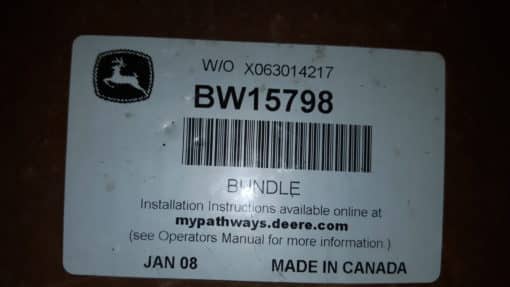 W/O X063014217
BW15798
BUNDLE
Installation Instructions available online at
mypathways.deere.com
(see Operators Manual for more information.)
JAN 08 MADE IN CANADA